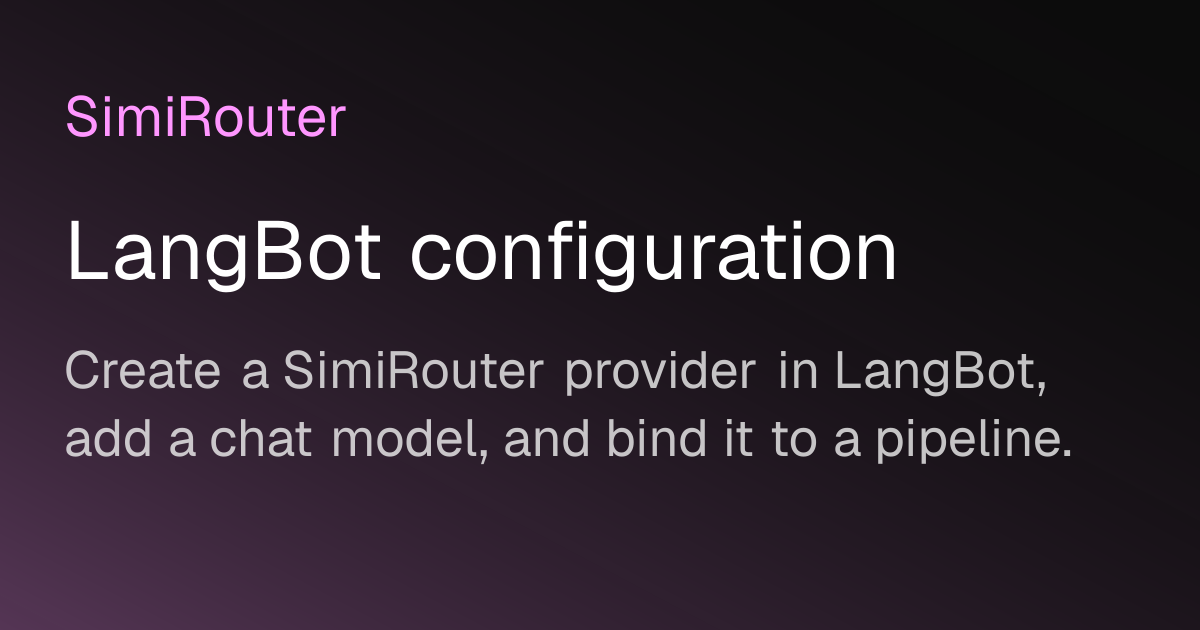 SimiRouter
LangBot configuration
Create a SimiRouter provider in LangBot,
add a chat model, and bind it to a pipeline.